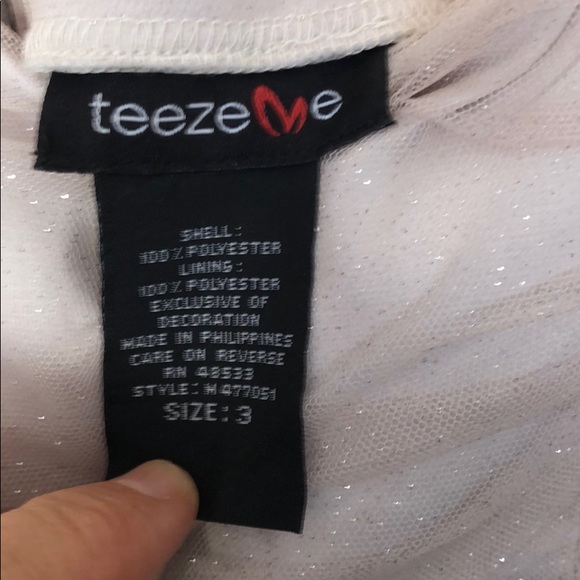 teezeMe
SHELL:
100% POLYESTER
LINING:
100% POLYESTER
EXCLUSIVE OF
DECORATION
MADE IN PHILIPPINES
CARE ON REVERSE
RN 48533
STYLE: M477051
SIZE: 3